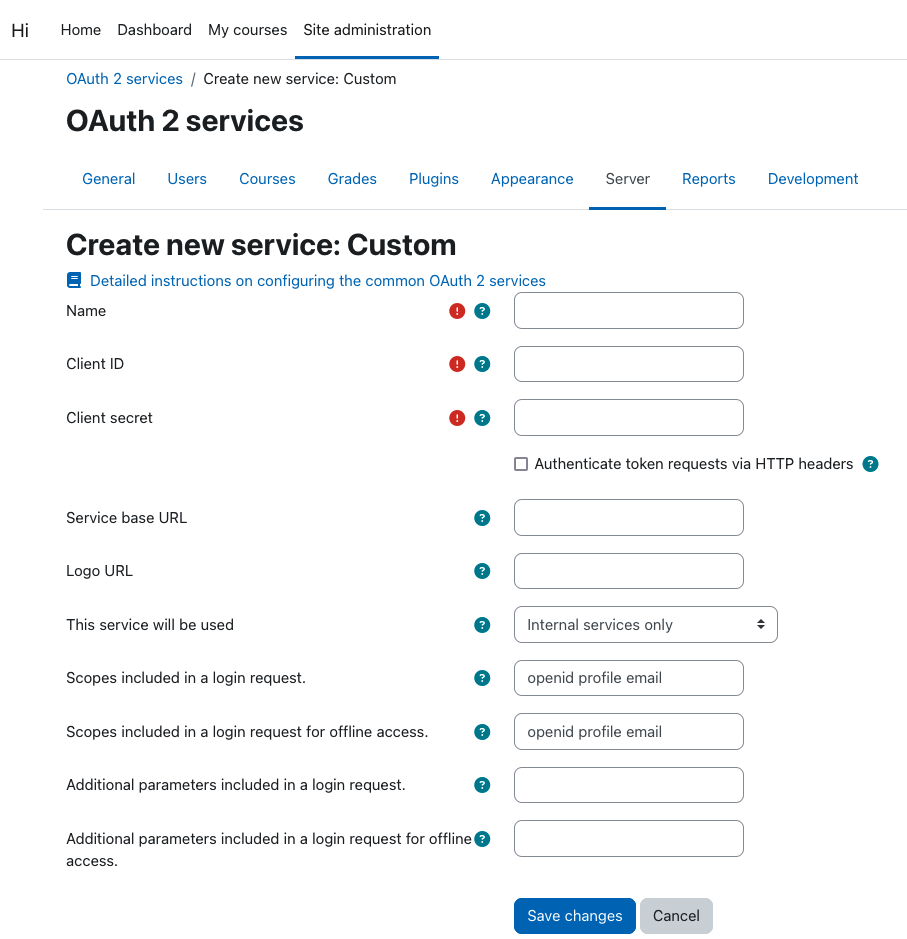 Hi
Home Dashboard My courses Site administration
OAuth 2 services / Create new service: Custom
OAuth 2 services
General Users Courses Grades Plugins Appearance Server Reports Development
Create new service: Custom
Detailed instructions on configuring the common OAuth 2 services
Name ! ?
Client ID ! ?
Client secret ! ?
Authenticate token requests via HTTP headers ?
Service base URL ?
Logo URL ?
This service will be used ? Internal services only
Scopes included in a login request. ? openid profile email
Scopes included in a login request for offline access. ? openid profile email
Additional parameters included in a login request. ?
Additional parameters included in a login request for offline ?
access.
Save changes Cancel